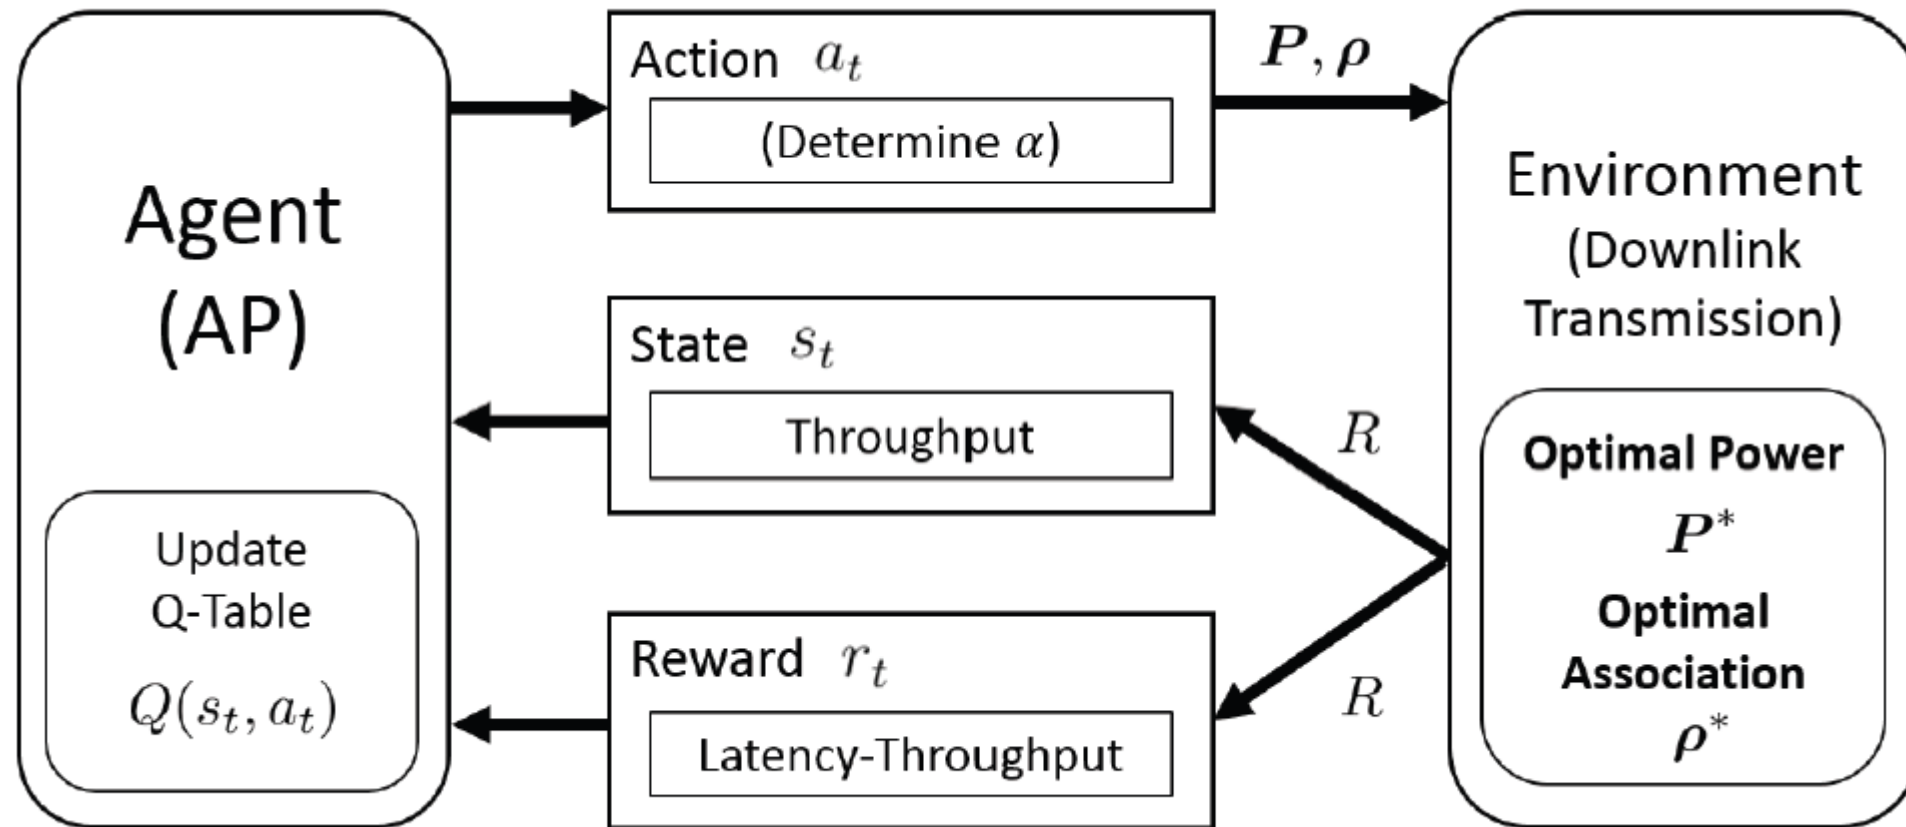 Agent
(AP)
Update
Q-Table
Q(s_t, a_t)
Action a_t
(Determine α)
P, ρ
State s_t
Throughput
R
Reward r_t
Latency-Throughput
R
Environment
(Downlink
Transmission)
Optimal Power
P*
Optimal
Association
ρ*